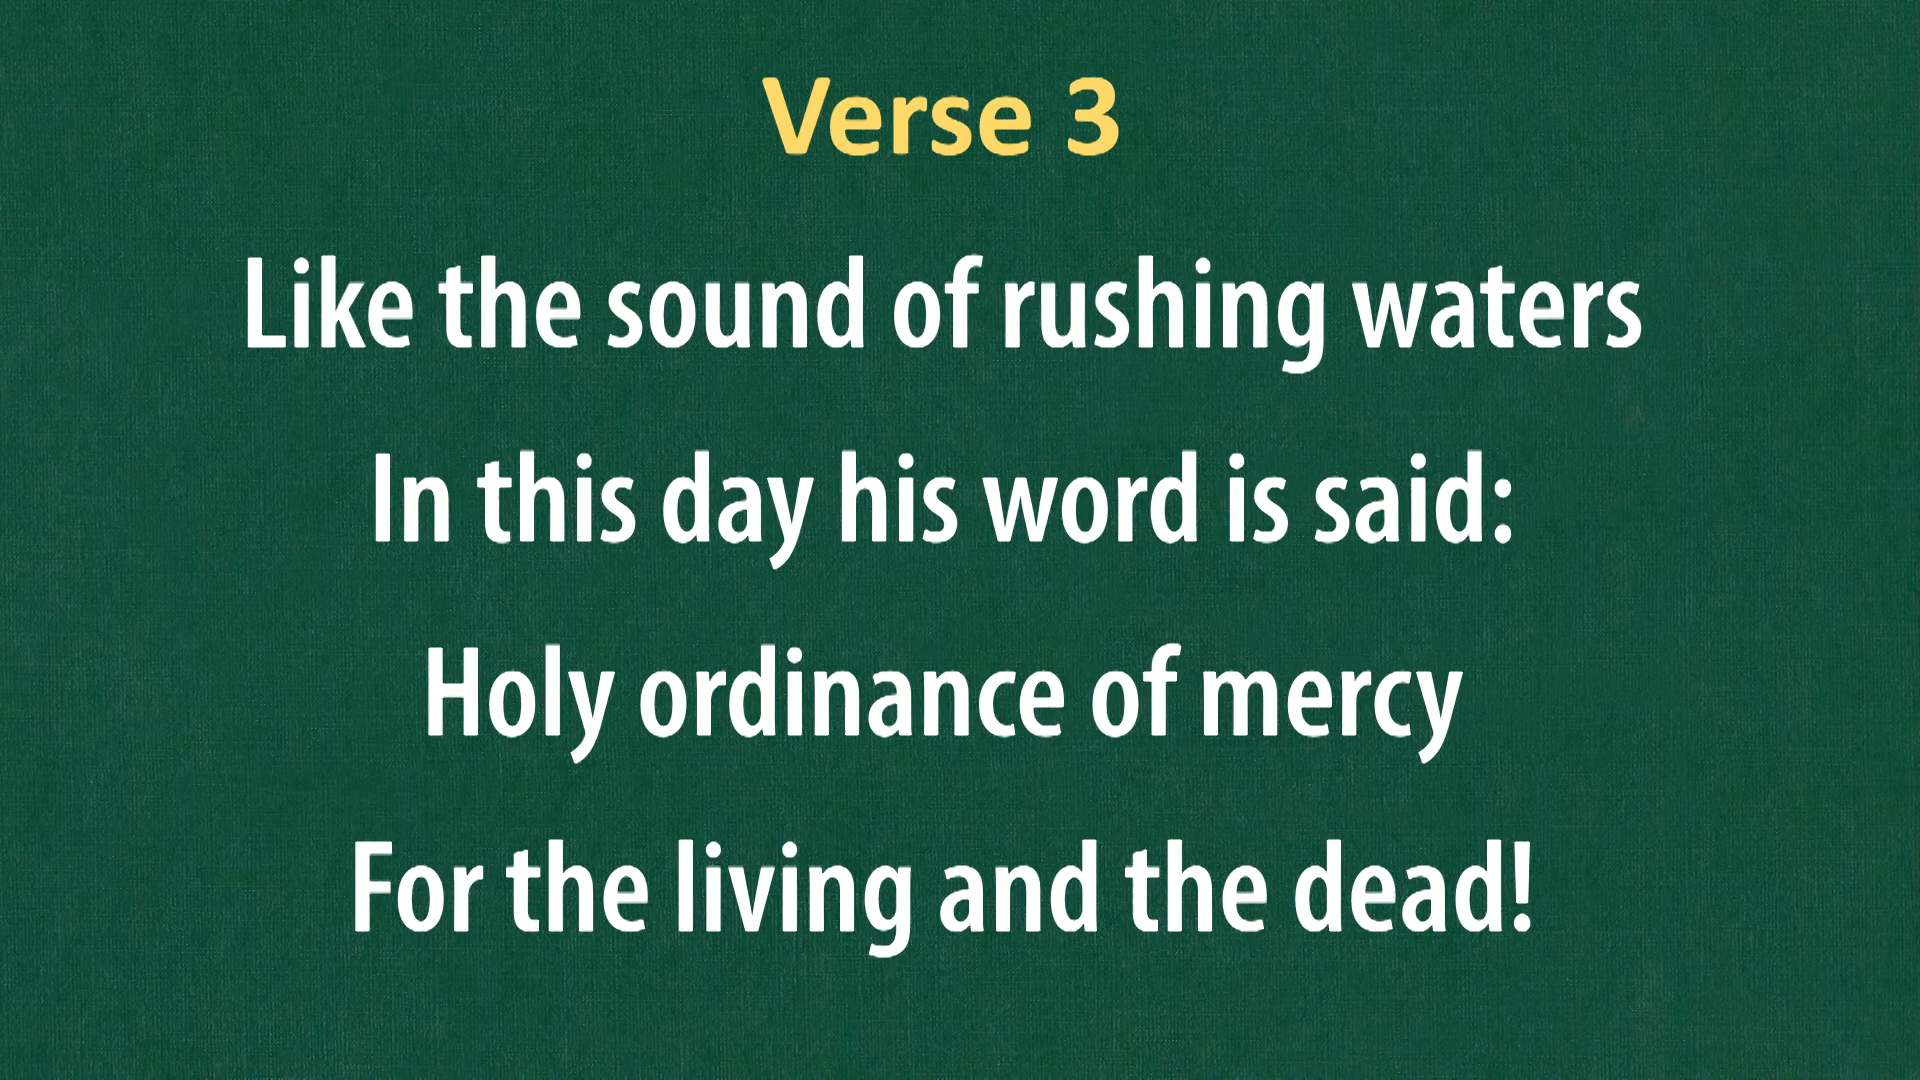 Verse 3
Like the sound of rushing waters
In this day his word is said:
Holy ordinance of mercy
For the living and the dead!